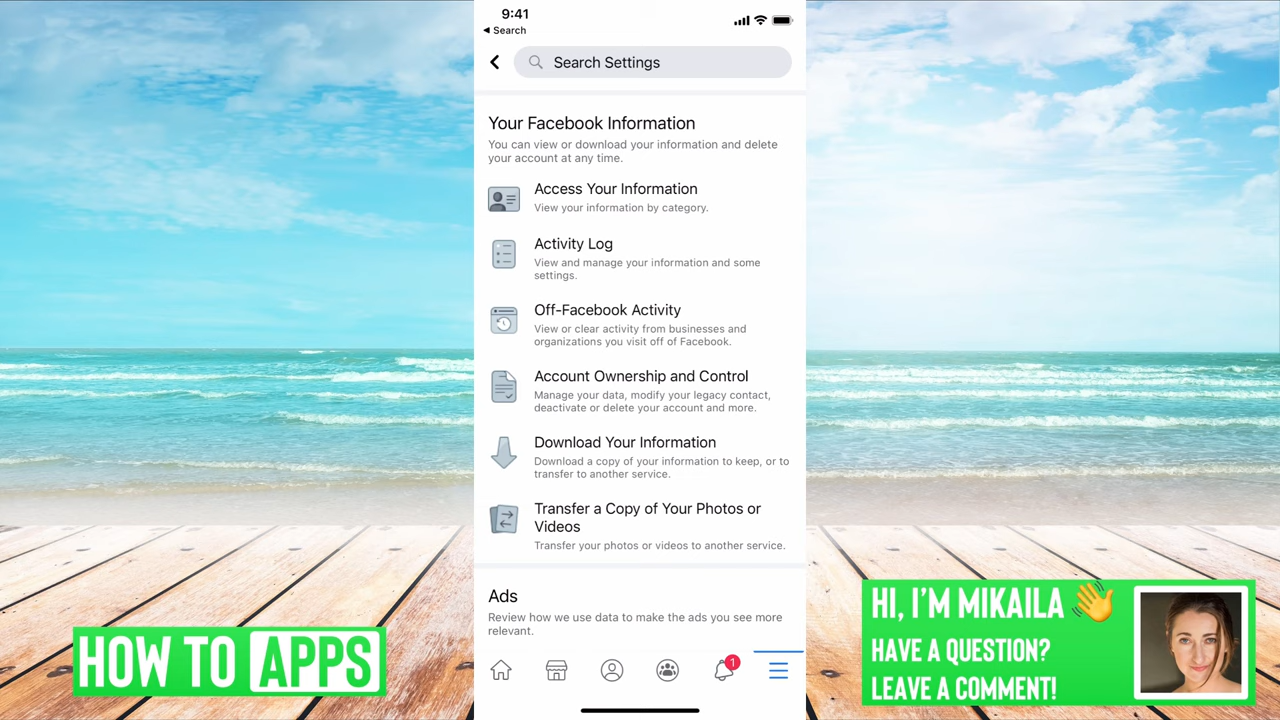 9:41
◀ Search
Search Settings
Your Facebook Information
You can view or download your information and delete
your account at any time.
Access Your Information
View your information by category.
Activity Log
View and manage your information and some
settings.
Off-Facebook Activity
View or clear activity from businesses and
organizations you visit off of Facebook.
Account Ownership and Control
Manage your data, modify your legacy contact,
deactivate or delete your account and more.
Download Your Information
Download a copy of your information to keep, or to
transfer to another service.
Transfer a Copy of Your Photos or
Videos
Transfer your photos or videos to another service.
Ads
Review how we use data to make the ads you see more
relevant.
1
HOW TO APPS
HI, I'M MIKAILA 👋
HAVE A QUESTION?
LEAVE A COMMENT!